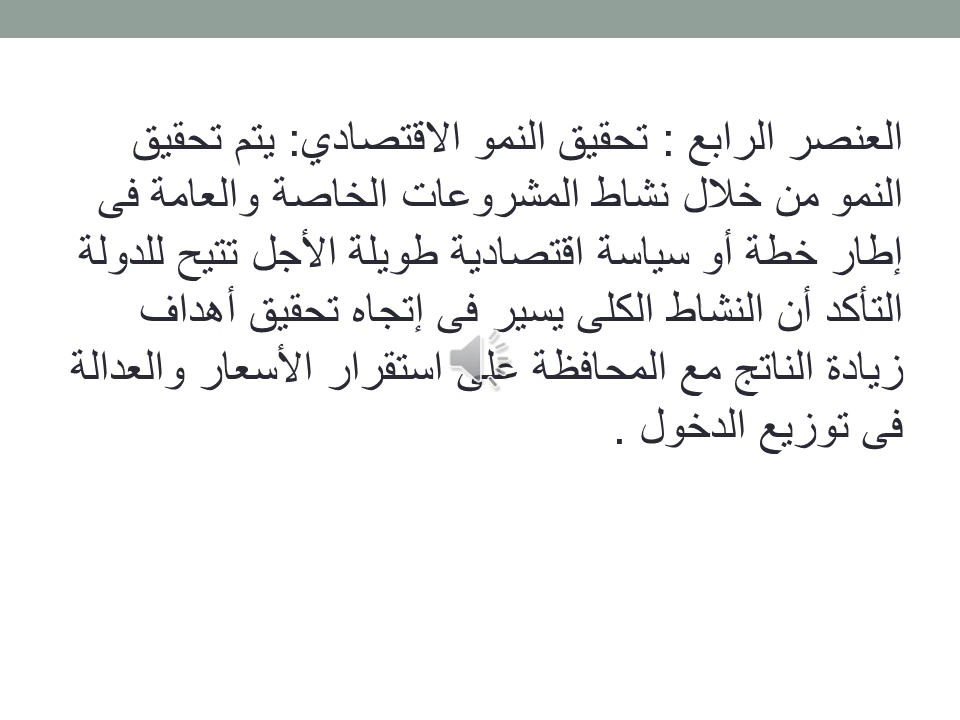 العنصر الرابع : تحقيق النمو الاقتصادي: يتم تحقيق
النمو من خلال نشاط المشروعات الخاصة والعامة فى
إطار خطة أو سياسة اقتصادية طويلة الأجل تتيح للدولة
التأكد أن النشاط الكلى يسير فى إتجاه تحقيق أهداف
زيادة الناتج مع المحافظة على استقرار الأسعار والعدالة
فى توزيع الدخول .